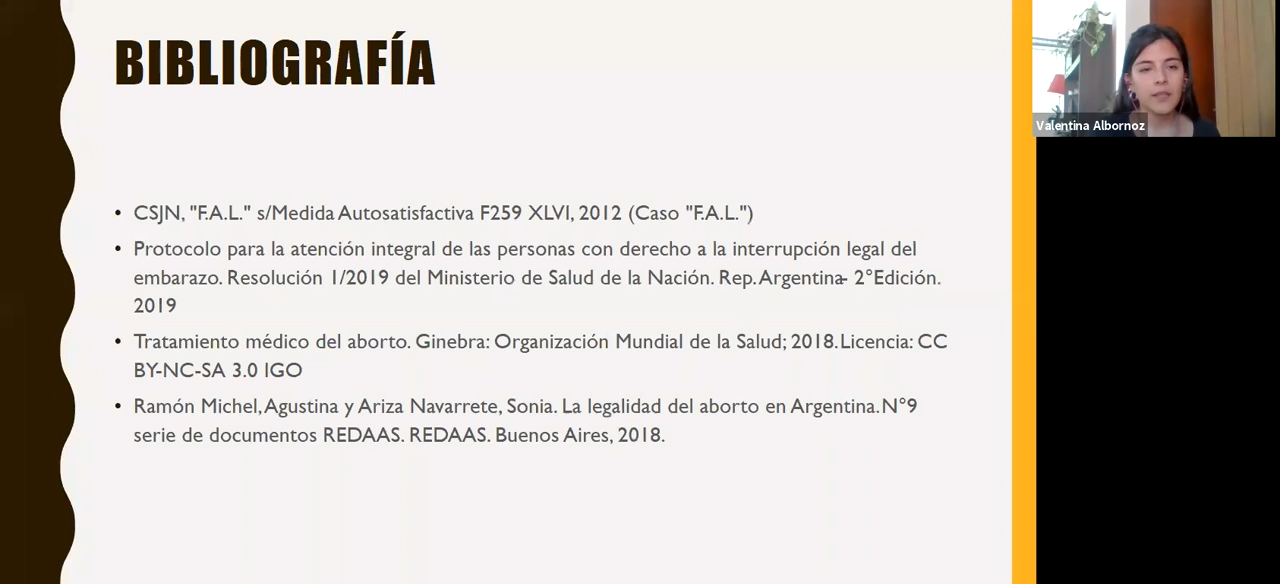 BIBLIOGRAFÍA
Valentina Albornoz
• CSJN, "F.A.L." s/Medida Autosatisfactiva F259 XLVI, 2012 (Caso "F.A.L.")
• Protocolo para la atención integral de las personas con derecho a la interrupción legal del
embarazo. Resolución 1/2019 del Ministerio de Salud de la Nación. Rep. Argentina- 2°Edición.
2019
• Tratamiento médico del aborto. Ginebra: Organización Mundial de la Salud; 2018. Licencia: CC
BY-NC-SA 3.0 IGO
• Ramón Michel, Agustina y Ariza Navarrete, Sonia. La legalidad del aborto en Argentina. N°9
serie de documentos REDAAS. REDAAS. Buenos Aires, 2018.